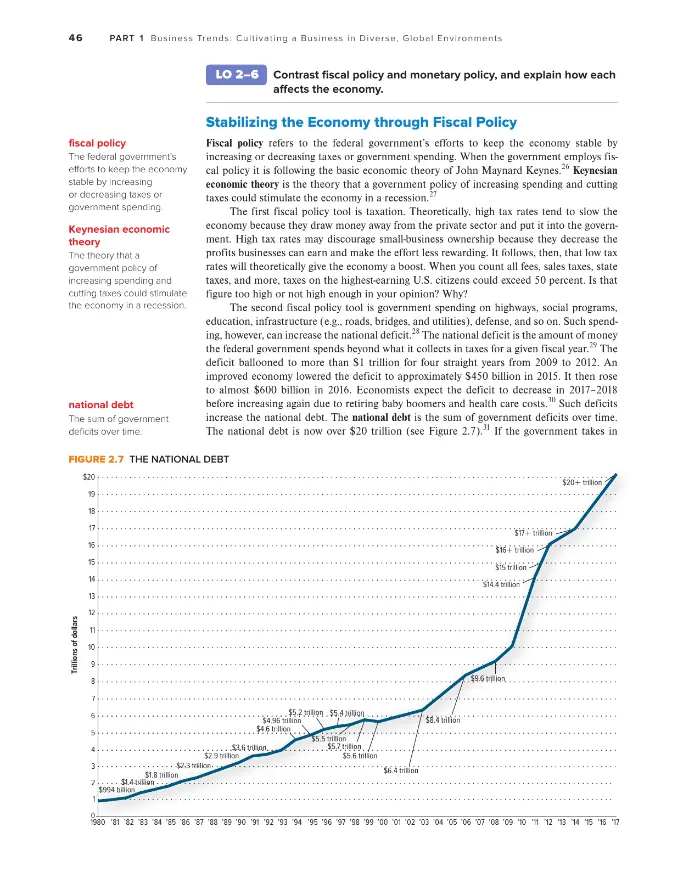 46 PART 1 Business Trends: Cultivating a Business in Diverse, Global Environments
LO 2–6 Contrast fiscal policy and monetary policy, and explain how each
affects the economy.
Stabilizing the Economy through Fiscal Policy
fiscal policy
The federal government's
efforts to keep the economy
stable by increasing
or decreasing taxes or
government spending.
Keynesian economic
theory
The theory that a
government policy of
increasing spending and
cutting taxes could stimulate
the economy in a recession.
national debt
The sum of government
deficits over time.
Fiscal policy refers to the federal government's efforts to keep the economy stable by
increasing or decreasing taxes or government spending. When the government employs fis-
cal policy it is following the basic economic theory of John Maynard Keynes.26 Keynesian
economic theory is the theory that a government policy of increasing spending and cutting
taxes could stimulate the economy in a recession.27
The first fiscal policy tool is taxation. Theoretically, high tax rates tend to slow the
economy because they draw money away from the private sector and put it into the govern-
ment. High tax rates may discourage small-business ownership because they decrease the
profits businesses can earn and make the effort less rewarding. It follows, then, that low tax
rates will theoretically give the economy a boost. When you count all fees, sales taxes, state
taxes, and more, taxes on the highest-earning U.S. citizens could exceed 50 percent. Is that
figure too high or not high enough in your opinion? Why?
The second fiscal policy tool is government spending on highways, social programs,
education, infrastructure (e.g., roads, bridges, and utilities), defense, and so on. Such spend-
ing, however, can increase the national deficit.28 The national deficit is the amount of money
the federal government spends beyond what it collects in taxes for a given fiscal year.29 The
deficit ballooned to more than $1 trillion for four straight years from 2009 to 2012. An
improved economy lowered the deficit to approximately $450 billion in 2015. It then rose
to almost $600 billion in 2016. Economists expect the deficit to decrease in 2017–2018
before increasing again due to retiring baby boomers and health care costs.30 Such deficits
increase the national debt. The national debt is the sum of government deficits over time.
The national debt is now over $20 trillion (see Figure 2.7).31 If the government takes in
FIGURE 2.7 THE NATIONAL DEBT
Trillions of dollars
$20
19
18
17
16
15
14
13
12
11
10
9
8
7
6
5
4
3
2
1
0
$994 billion
$1.4 trillion
$1.8 trillion
$2.3 trillion
$2.9 trillion
$3.6 trillion
$4.6 trillion
$4.96 trillion
$5.2 trillion
$5.4 trillion
$5.5 trillion
$5.7 trillion
$5.6 trillion
$6.4 trillion
$8.4 trillion
$9.6 trillion
$14.4 trillion
$15 trillion
$16+ trillion
$17+ trillion
$20+ trillion
1980 '81 '82 '83 '84 '85 '86 '87 '88 '89 '90 '91 '92 '93 '94 '95 '96 '97 '98 '99 '00 '01 '02 '03 '04 '05 '06 '07 '08 '09 '10 '11 '12 '13 '14 '15 '16 '17